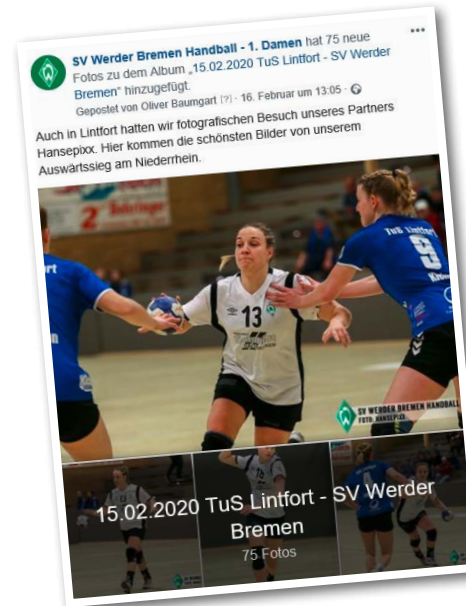 SV Werder Bremen Handball - 1. Damen hat 75 neue
Fotos zu dem Album „15.02.2020 TuS Lintfort - SV Werder
Bremen“ hinzugefügt.
Gepostet von Oliver Baumgart [?] · 16. Februar um 13:05 ·
Auch in Lintfort hatten wir fotografischen Besuch unseres Partners
Hansepixx. Hier kommen die schönsten Bilder von unserem
Auswärtssieg am Niederrhein.
TuS Lintfort
9
13
SV WERDER BREMEN HANDBALL
FOTO: HANSEPIXX
15.02.2020 TuS Lintfort - SV Werder
Bremen
75 Fotos